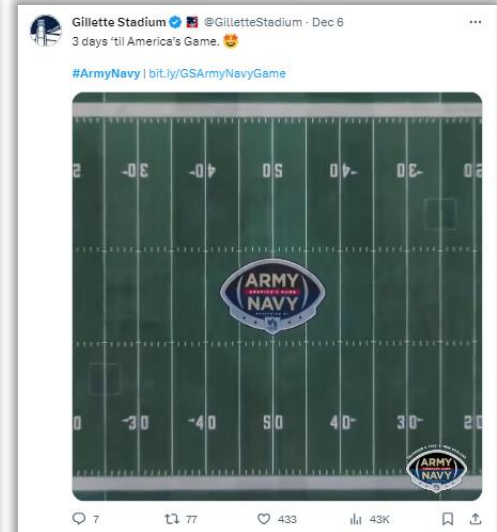 Gillette Stadium @GilletteStadium · Dec 6 ...
3 days ‘til America’s Game. 🤩
#ArmyNavy | bit.ly/GSArmyNavyGame
30 40 50 40 30
ARMY
AMERICA'S GAME
NAVY
30 40 50 40 30 20
ARMY
NAVY
7 77 433 43K